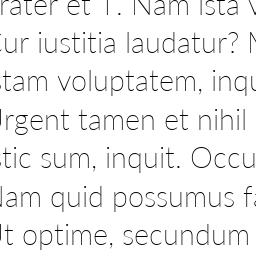 rater et T. Nam ista v
Cur iustitia laudatur? N
stam voluptatem, inqu
Urgent tamen et nihil
stic sum, inquit. Occu
Nam quid possumus fa
Ut optime, secundum